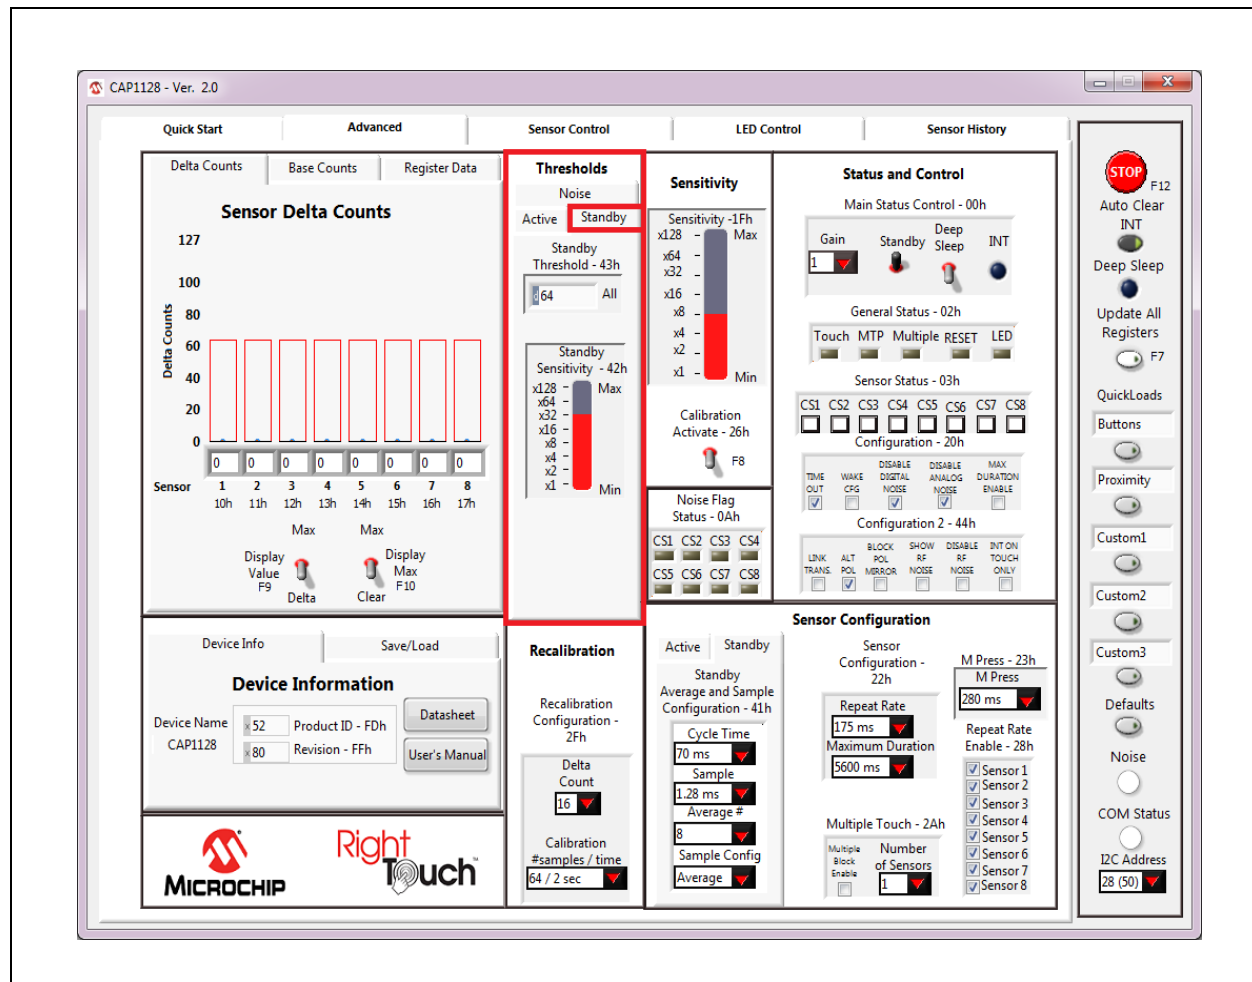 CAP1128 - Ver. 2.0
Quick Start
Advanced
Sensor Control
LED Control
Sensor History
Delta Counts
Base Counts
Register Data
Sensor Delta Counts
Delta Counts
127
100
80
60
40
20
0
0 0 0 0 0 0 0 0
Sensor 1 2 3 4 5 6 7 8
10h 11h 12h 13h 14h 15h 16h 17h
Max
Display
Value
F9
Delta
Max
Display
Max
F10
Clear
Thresholds
Noise
Active
Standby
Standby
Threshold - 43h
64 All
Standby
Sensitivity - 42h
x128 Max
x64
x32
x16
x8
x4
x2
x1 Min
Sensitivity
Sensitivity -1Fh
x128 Max
x64
x32
x16
x8
x4
x2
x1 Min
Calibration
Activate - 26h
F8
Noise Flag
Status - 0Ah
CS1 CS2 CS3 CS4
CS5 CS6 CS7 CS8
Status and Control
Main Status Control - 00h
Gain
1
Standby
Deep
Sleep
INT
General Status - 02h
Touch MTP Multiple RESET LED
Sensor Status - 03h
CS1 CS2 CS3 CS4 CS5 CS6 CS7 CS8
Configuration - 20h
TIME
OUT
WAKE
CFG
DISABLE
DIGITAL
NOISE
DISABLE
ANALOG
NOISE
MAX
DURATION
ENABLE
Configuration 2 - 44h
LINK
TRANS.
ALT
POL
BLOCK
POL
MIRROR
SHOW
RF
NOISE
DISABLE
RF
NOISE
INT ON
TOUCH
ONLY
Device Info
Save/Load
Device Information
Device Name
CAP1128
x 52 Product ID - FDh
x 80 Revision - FFh
Datasheet
User's Manual
MICROCHIP
Right
Touch™
Recalibration
Recalibration
Configuration -
2Fh
Delta
Count
16
Calibration
#samples / time
64 / 2 sec
Sensor Configuration
Active
Standby
Standby
Average and Sample
Configuration - 41h
Cycle Time
70 ms
Sample
1.28 ms
Average #
8
Sample Config
Average
Sensor
Configuration -
22h
Repeat Rate
175 ms
Maximum Duration
5600 ms
M Press - 23h
M Press
280 ms
Repeat Rate
Enable - 28h
Sensor 1
Sensor 2
Sensor 3
Sensor 4
Sensor 5
Sensor 6
Sensor 7
Sensor 8
Multiple Touch - 2Ah
Multiple
Block
Enable
Number
of Sensors
1
STOP
F12
Auto Clear
INT
Deep Sleep
Update All
Registers
F7
QuickLoads
Buttons
Proximity
Custom1
Custom2
Custom3
Defaults
Noise
COM Status
I2C Address
28 (50)